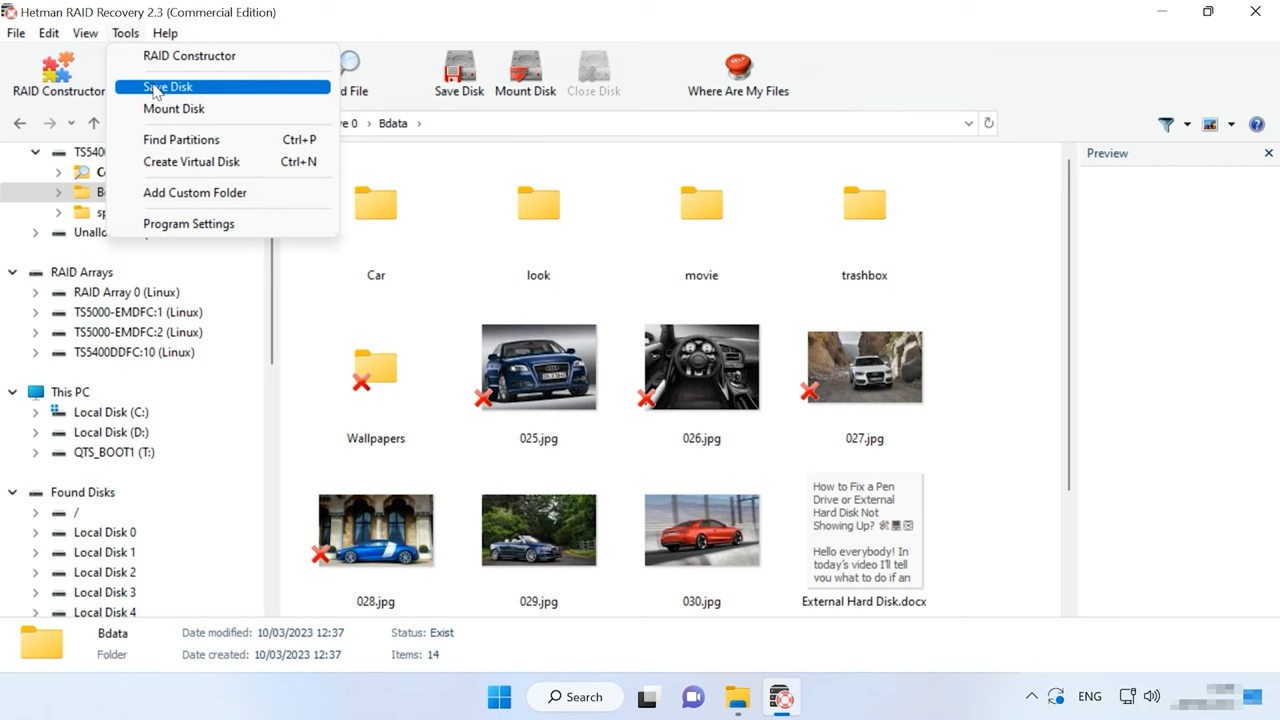 Hetman RAID Recovery 2.3 (Commercial Edition)
File Edit View Tools Help
RAID Constructor
d File
Save Disk
Mount Disk
Close Disk
Where Are My Files
RAID Constructor
Save Disk
Mount Disk
Find Partitions Ctrl+P
Create Virtual Disk Ctrl+N
Add Custom Folder
Program Settings
ve 0 > Bdata >
Preview
TS540
Unallo
RAID Arrays
RAID Array 0 (Linux)
TS5000-EMDFC:1 (Linux)
TS5000-EMDFC:2 (Linux)
TS5400DDFC:10 (Linux)
This PC
Local Disk (C:)
Local Disk (D:)
QTS_BOOT1 (T:)
Found Disks
/
Local Disk 0
Local Disk 1
Local Disk 2
Local Disk 3
Local Disk 4
Car look movie trashbox
Wallpapers 025.jpg 026.jpg 027.jpg
How to Fix a Pen
Drive or External
Hard Disk Not
Showing Up?
Hello everybody! In
today's video I'll tell
you what to do if an
028.jpg 029.jpg 030.jpg External Hard Disk.docx
Bdata Date modified: 10/03/2023 12:37 Status: Exist
Folder Date created: 10/03/2023 12:37 Items: 14
Search
ENG